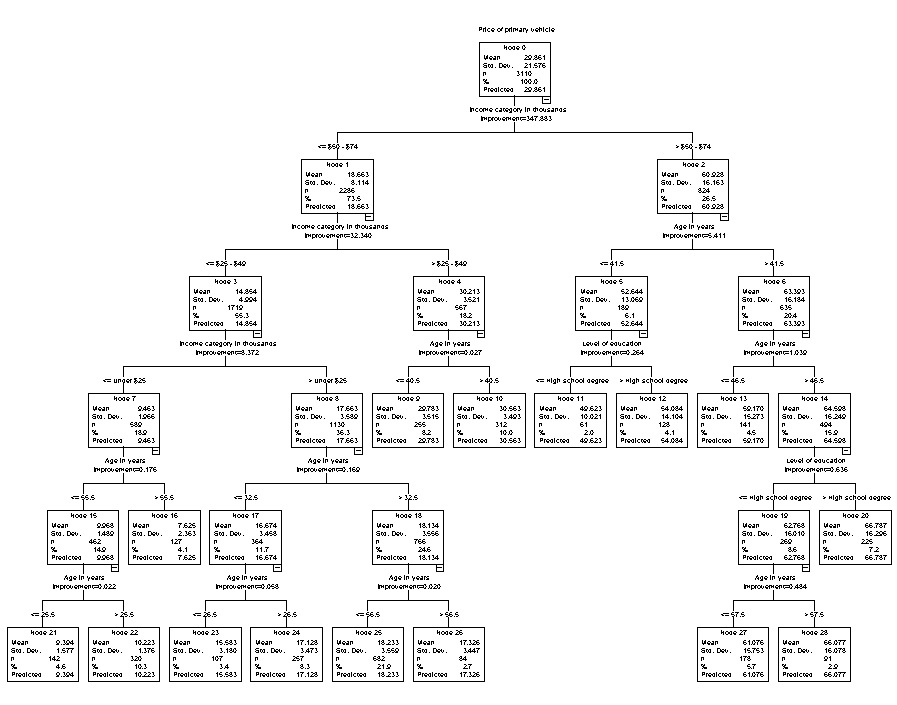 Price of primary vehicle
Node 0
Mean 29.861
Std. Dev. 21.576
n 3110
% 100.0
Predicted 29.861
Income category in thousands
Improvement=347.883
<= $50 - $74
> $50 - $74
Node 1
Mean 18.663
Std. Dev. 8.114
n 2286
% 73.5
Predicted 18.663
Node 2
Mean 60.928
Std. Dev. 16.163
n 824
% 26.5
Predicted 60.928
Income category in thousands
Improvement=32.340
Age in years
Improvement=5.411
<= $25 - $49
> $25 - $49
<= 41.5
> 41.5
Node 3
Mean 14.854
Std. Dev. 4.994
n 1719
% 55.3
Predicted 14.854
Node 4
Mean 30.213
Std. Dev. 3.521
n 567
% 18.2
Predicted 30.213
Node 5
Mean 52.644
Std. Dev. 13.069
n 189
% 6.1
Predicted 52.644
Node 6
Mean 63.393
Std. Dev. 16.184
n 635
% 20.4
Predicted 63.393
Income category in thousands
Improvement=8.372
Age in years
Improvement=0.027
Level of education
Improvement=0.264
Age in years
Improvement=1.039
<= under $25
> under $25
<= 40.5
> 40.5
<= High school degree
> High school degree
<= 46.5
> 46.5
Node 7
Mean 9.463
Std. Dev. 1.966
n 589
% 18.9
Predicted 9.463
Node 8
Mean 17.663
Std. Dev. 3.589
n 1130
% 36.3
Predicted 17.663
Node 9
Mean 29.783
Std. Dev. 3.515
n 255
% 8.2
Predicted 29.783
Node 10
Mean 30.563
Std. Dev. 3.493
n 312
% 10.0
Predicted 30.563
Node 11
Mean 49.623
Std. Dev. 10.021
n 61
% 2.0
Predicted 49.623
Node 12
Mean 54.084
Std. Dev. 14.104
n 128
% 4.1
Predicted 54.084
Node 13
Mean 59.170
Std. Dev. 15.273
n 141
% 4.5
Predicted 59.170
Node 14
Mean 64.598
Std. Dev. 16.249
n 494
% 15.9
Predicted 64.598
Age in years
Improvement=0.176
Age in years
Improvement=0.169
Level of education
Improvement=0.636
<= 55.5
> 55.5
<= 32.5
> 32.5
<= High school degree
> High school degree
Node 15
Mean 9.968
Std. Dev. 1.489
n 462
% 14.9
Predicted 9.968
Node 16
Mean 7.625
Std. Dev. 2.363
n 127
% 4.1
Predicted 7.625
Node 17
Mean 16.674
Std. Dev. 3.458
n 364
% 11.7
Predicted 16.674
Node 18
Mean 18.134
Std. Dev. 3.556
n 766
% 24.6
Predicted 18.134
Node 19
Mean 62.768
Std. Dev. 16.010
n 269
% 8.6
Predicted 62.768
Node 20
Mean 66.787
Std. Dev. 16.296
n 225
% 7.2
Predicted 66.787
Age in years
Improvement=0.022
Age in years
Improvement=0.058
Age in years
Improvement=0.020
Age in years
Improvement=0.484
<= 25.5
> 25.5
<= 26.5
> 26.5
<= 56.5
> 56.5
<= 57.5
> 57.5
Node 21
Mean 9.394
Std. Dev. 1.577
n 142
% 4.6
Predicted 9.394
Node 22
Mean 10.223
Std. Dev. 1.376
n 320
% 10.3
Predicted 10.223
Node 23
Mean 15.583
Std. Dev. 3.180
n 107
% 3.4
Predicted 15.583
Node 24
Mean 17.128
Std. Dev. 3.473
n 257
% 8.3
Predicted 17.128
Node 25
Mean 18.233
Std. Dev. 3.559
n 682
% 21.9
Predicted 18.233
Node 26
Mean 17.326
Std. Dev. 3.447
n 84
% 2.7
Predicted 17.326
Node 27
Mean 61.076
Std. Dev. 15.753
n 178
% 5.7
Predicted 61.076
Node 28
Mean 66.077
Std. Dev. 16.078
n 91
% 2.9
Predicted 66.077